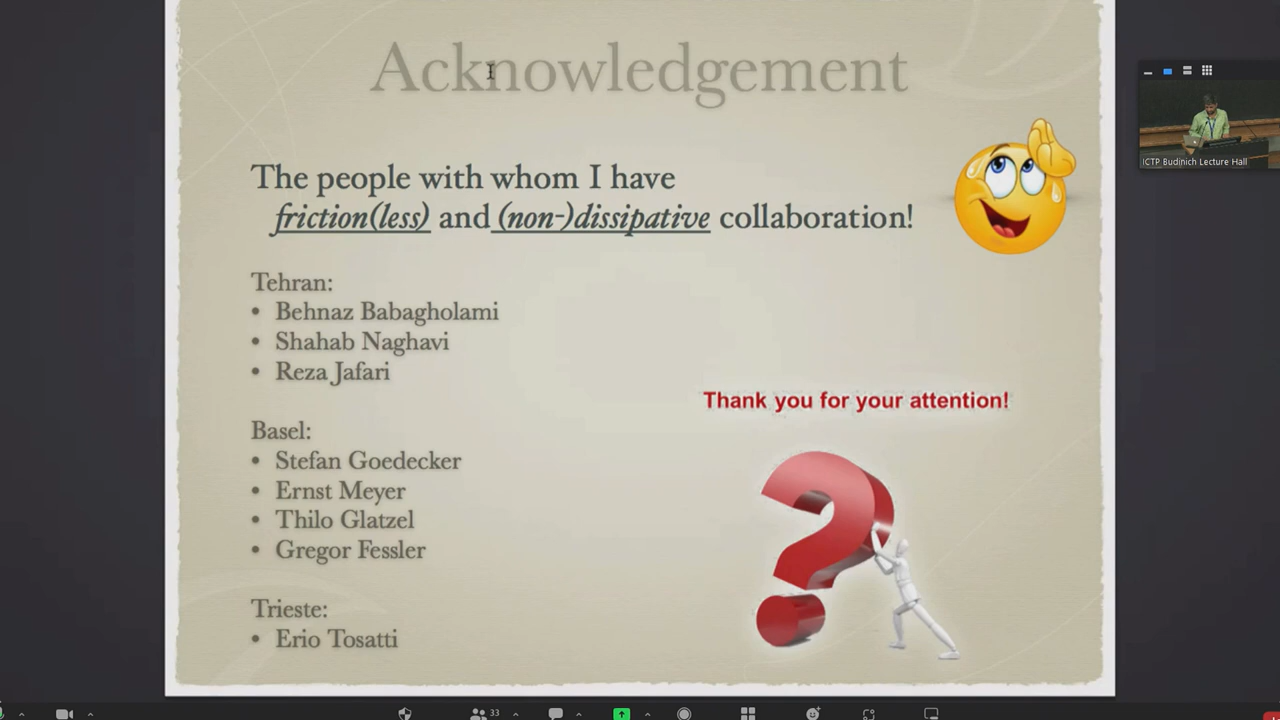 Acknowledgement
The people with whom I have
friction(less) and (non-)dissipative collaboration!
Tehran:
• Behnaz Babagholami
• Shahab Naghavi
• Reza Jafari
Thank you for your attention!
Basel:
• Stefan Goedecker
• Ernst Meyer
• Thilo Glatzel
• Gregor Fessler
Trieste:
• Erio Tosatti
ICTP Budinich Lecture Hall
33